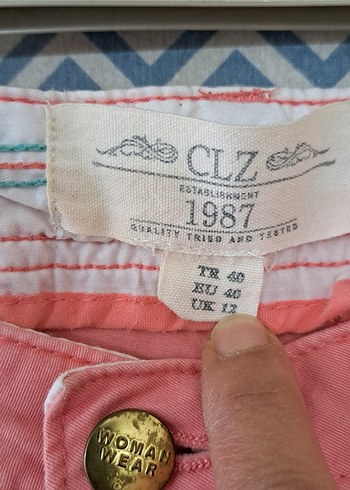 CLZ
ESTABLISHMENT
1987
QUALITY TRIED AND TESTED
TR 40
EU 40
UK 12
WOMAN
WEAR